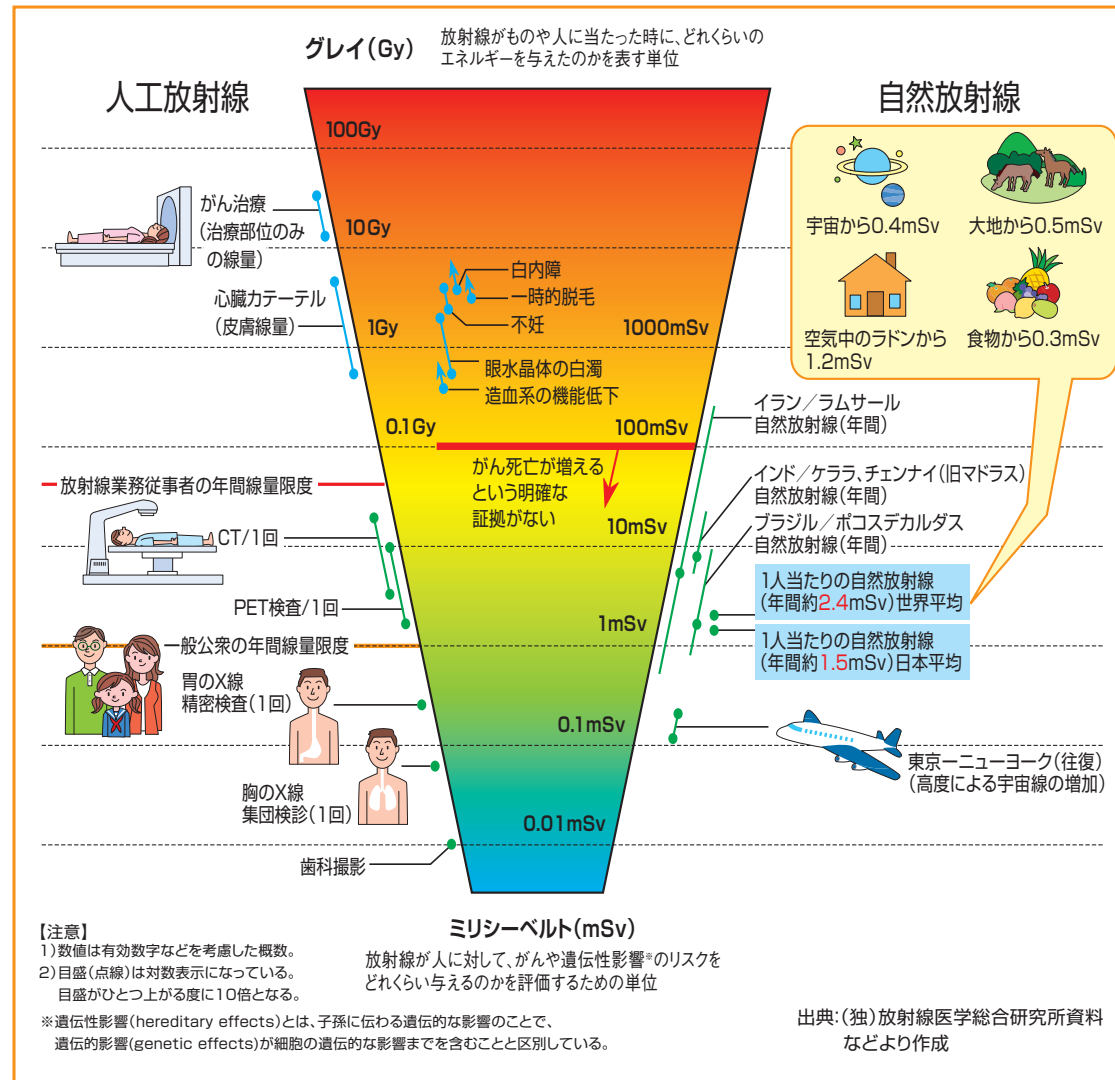 グレイ(Gy)
放射線がものや人に当たった時に、どれくらいの
エネルギーを与えたのかを表す単位
人工放射線
自然放射線
100Gy
宇宙から0.4mSv
大地から0.5mSv
空気中のラドンから
1.2mSv
食物から0.3mSv
がん治療
(治療部位のみ
の線量)
10Gy
心臓カテーテル
(皮膚線量)
白内障
一時的脱毛
不妊
1Gy
1000mSv
眼水晶体の白濁
造血系の機能低下
イラン/ラムサール
自然放射線(年間)
0.1Gy
100mSv
がん死亡が増える
という明確な
証拠がない
放射線業務従事者の年間線量限度
インド/ケララ、チェンナイ(旧マドラス)
自然放射線(年間)
10mSv
ブラジル/ポコスデカルダス
自然放射線(年間)
CT/1回
1人当たりの自然放射線
(年間約2.4mSv)世界平均
PET検査/1回
1mSv
1人当たりの自然放射線
(年間約1.5mSv)日本平均
一般公衆の年間線量限度
胃のX線
精密検査(1回)
0.1mSv
東京ーニューヨーク(往復)
(高度による宇宙線の増加)
胸のX線
集団検診(1回)
0.01mSv
歯科撮影
ミリシーベルト(mSv)
放射線が人に対して、がんや遺伝性影響※のリスクを
どれくらい与えるのかを評価するための単位
【注意】
1)数値は有効数字などを考慮した概数。
2)目盛(点線)は対数表示になっている。
目盛がひとつ上がる度に10倍となる。
※遺伝性影響(hereditary effects)とは、子孫に伝わる遺伝的な影響のことで、
遺伝的影響(genetic effects)が細胞の遺伝的な影響までを含むことと区別している。
出典:(独)放射線医学総合研究所資料
などより作成